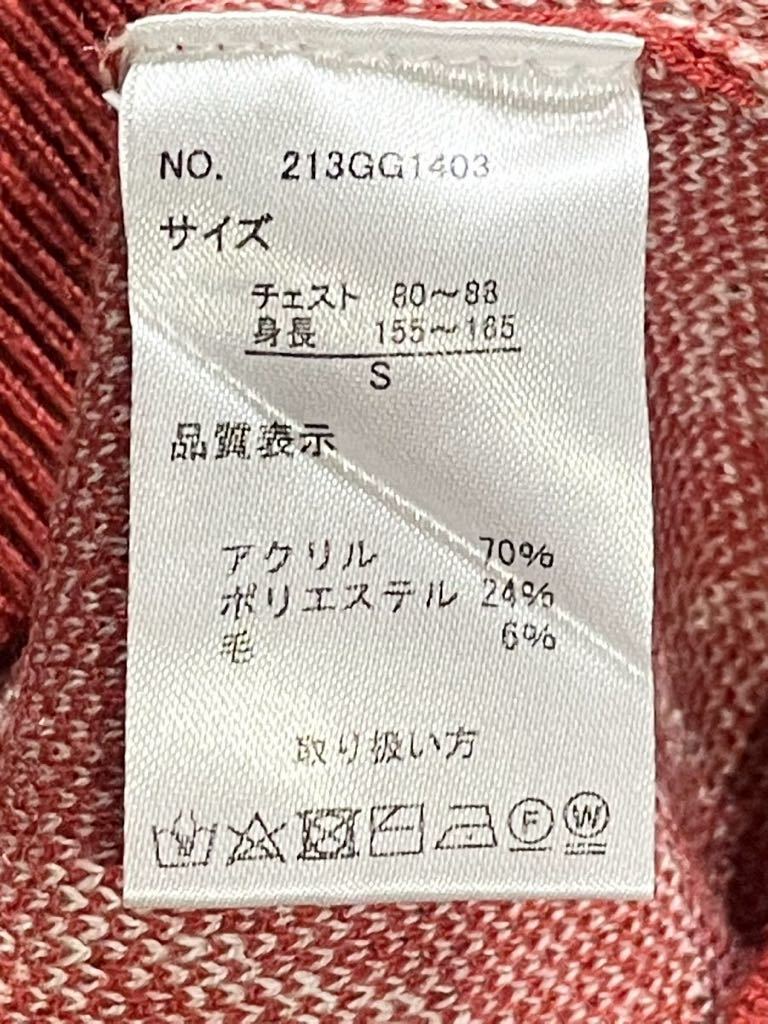 NO. 213GG1403
サイズ
チェスト 80～88
身長 155～165
S
品質表示
アクリル 70%
ポリエステル 24%
毛 6%
取り扱い方
F W